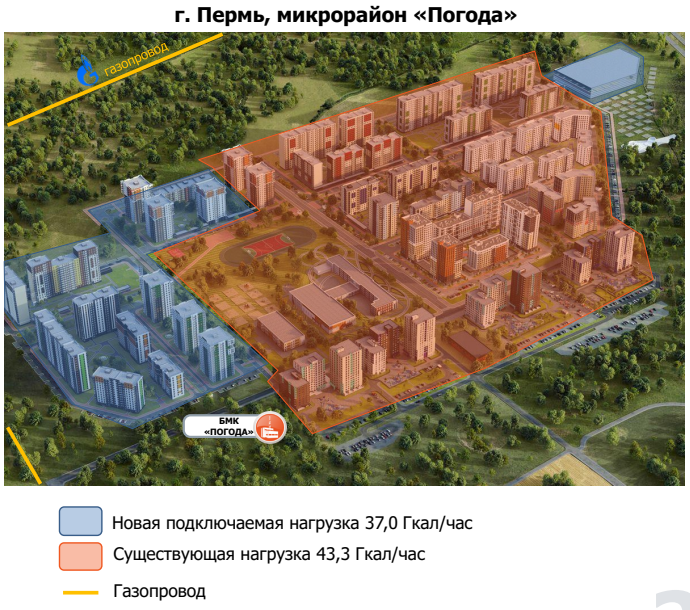 г. Пермь, микрорайон «Погода»
газопровод
БМК
«ПОГОДА»
Новая подключаемая нагрузка 37,0 Гкал/час
Существующая нагрузка 43,3 Гкал/час
Газопровод